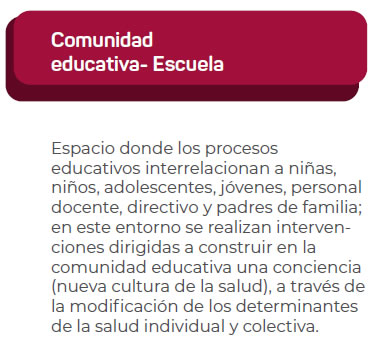 Comunidad
educativa- Escuela
Espacio donde los procesos
educativos interrelacionan a niñas,
niños, adolescentes, jóvenes, personal
docente, directivo y padres de familia;
en este entorno se realizan interven-
ciones dirigidas a construir en la
comunidad educativa una conciencia
(nueva cultura de la salud), a través de
la modificación de los determinantes
de la salud individual y colectiva.